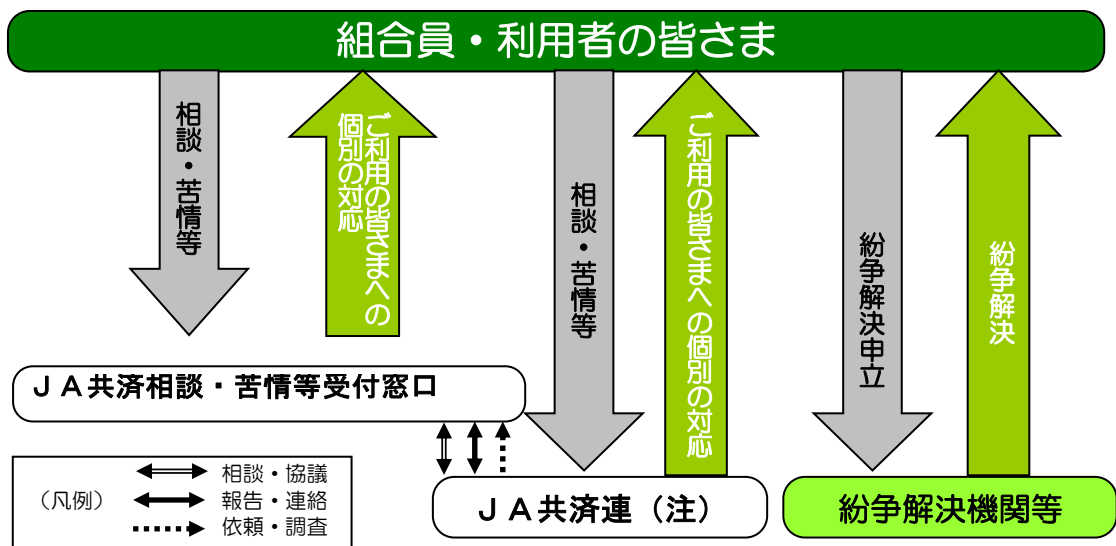 組合員・利用者の皆さま
相談・苦情等
ご利用の皆さまへの
個別の対応
相談・苦情等
ご利用の皆さまへの個別の対応
紛争解決申立
紛争解決
ＪＡ共済相談・苦情等受付窓口
（凡例）
相談・協議
報告・連絡
依頼・調査
ＪＡ共済連（注）
紛争解決機関等